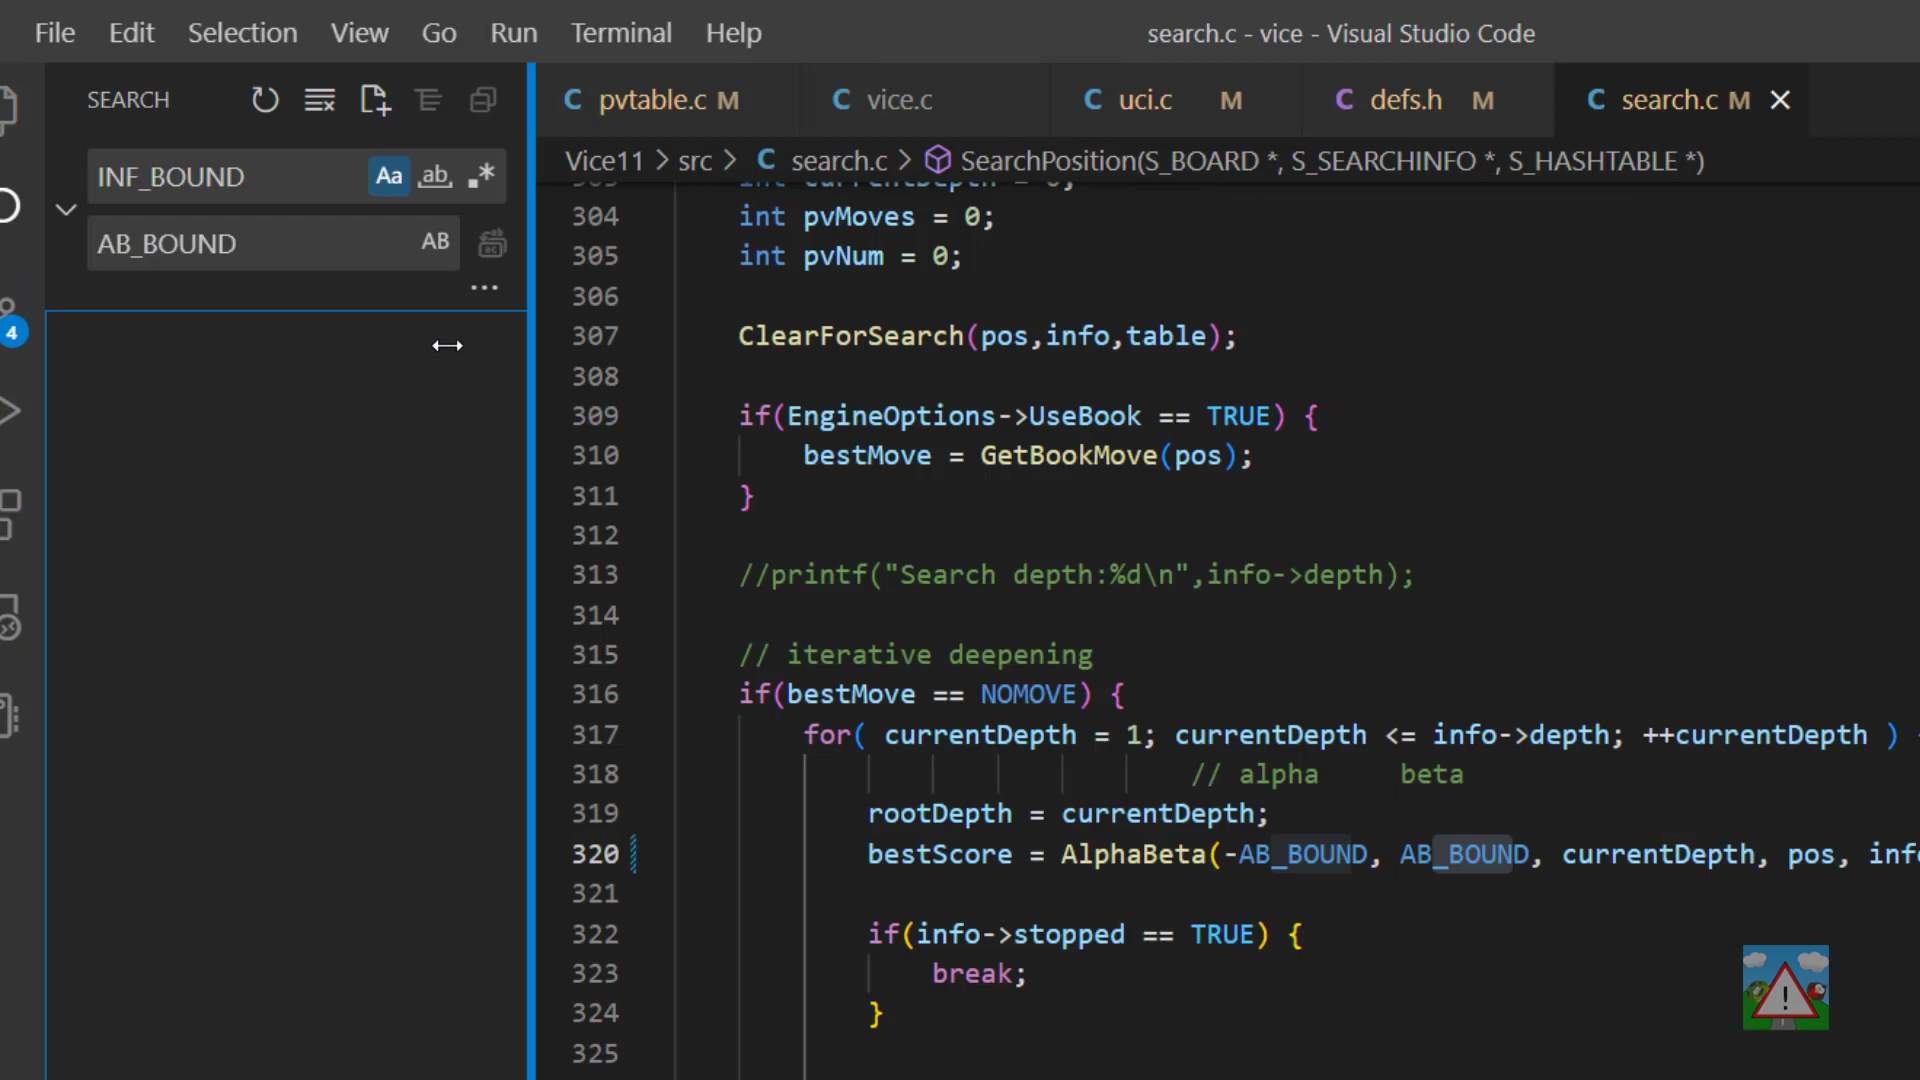 File Edit Selection View Go Run Terminal Help
search.c - vice - Visual Studio Code
SEARCH
INF_BOUND Aa ab .*
AB_BOUND AB
...
4
C pvtable.c M C vice.c C uci.c M C defs.h M C search.c M
Vice11 > src > C search.c > SearchPosition(S_BOARD *, S_SEARCHINFO *, S_HASHTABLE *)
304 int pvMoves = 0;
305 int pvNum = 0;
306
307 ClearForSearch(pos,info,table);
308
309 if(EngineOptions->UseBook == TRUE) {
310 bestMove = GetBookMove(pos);
311 }
312
313 //printf("Search depth:%d\n",info->depth);
314
315 // iterative deepening
316 if(bestMove == NOMOVE) {
317 for( currentDepth = 1; currentDepth <= info->depth; ++currentDepth )
318 // alpha beta
319 rootDepth = currentDepth;
320 bestScore = AlphaBeta(-AB_BOUND, AB_BOUND, currentDepth, pos, inf
321
322 if(info->stopped == TRUE) {
323 break;
324 }
325